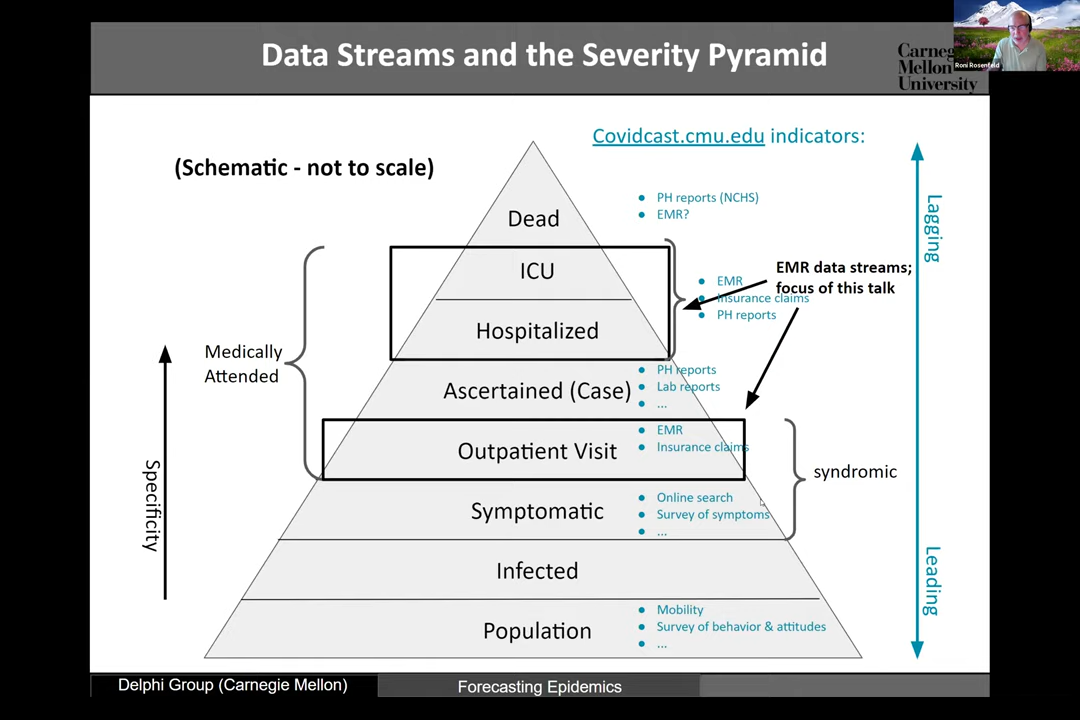 Data Streams and the Severity Pyramid
Carneg
Mellon
University
Roni Rosenfeld
Covidcast.cmu.edu indicators:
(Schematic - not to scale)
Dead
• PH reports (NCHS)
• EMR?
Lagging
ICU
Hospitalized
• EMR
• Insurance claims
• PH reports
EMR data streams;
focus of this talk
Medically
Attended
Ascertained (Case)
• PH reports
• Lab reports
• ...
Outpatient Visit
• EMR
• Insurance claims
syndromic
Specificity
Symptomatic
• Online search
• Survey of symptoms
• ...
Infected
Leading
Population
• Mobility
• Survey of behavior & attitudes
• ...
Delphi Group (Carnegie Mellon)
Forecasting Epidemics